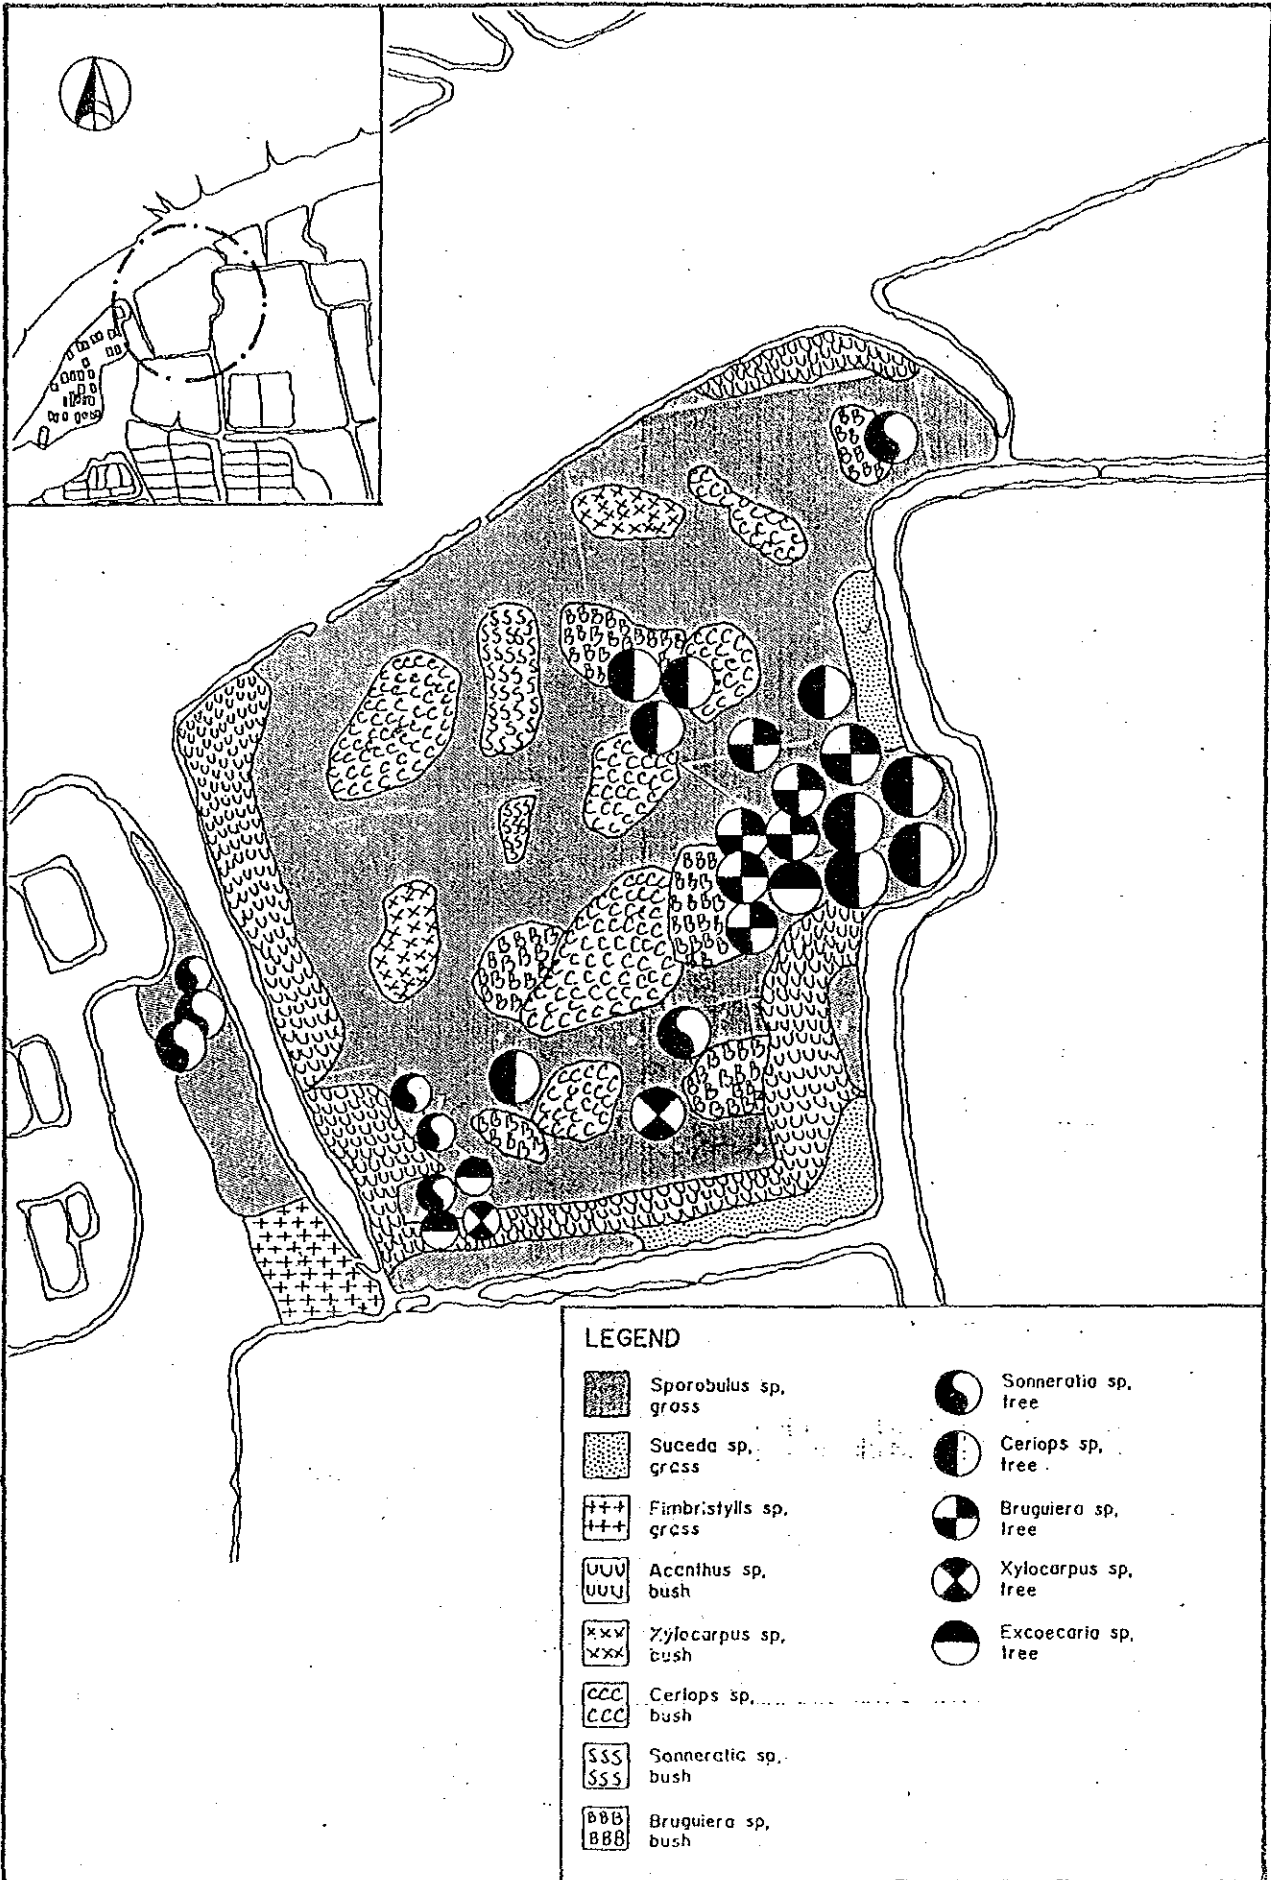 LEGEND
Sporobulus sp,
grass
Suceda sp,
grass
Fimbristylls sp,
grass
Accnthus sp,
bush
Xylocarpus sp,
bush
Ceriops sp,
bush
Sonneratia sp,
bush
Bruguiera sp,
bush
Sonneratia sp,
tree
Ceriops sp,
tree
Bruguiera sp,
tree
Xylocarpus sp,
tree
Excoecaria sp,
tree